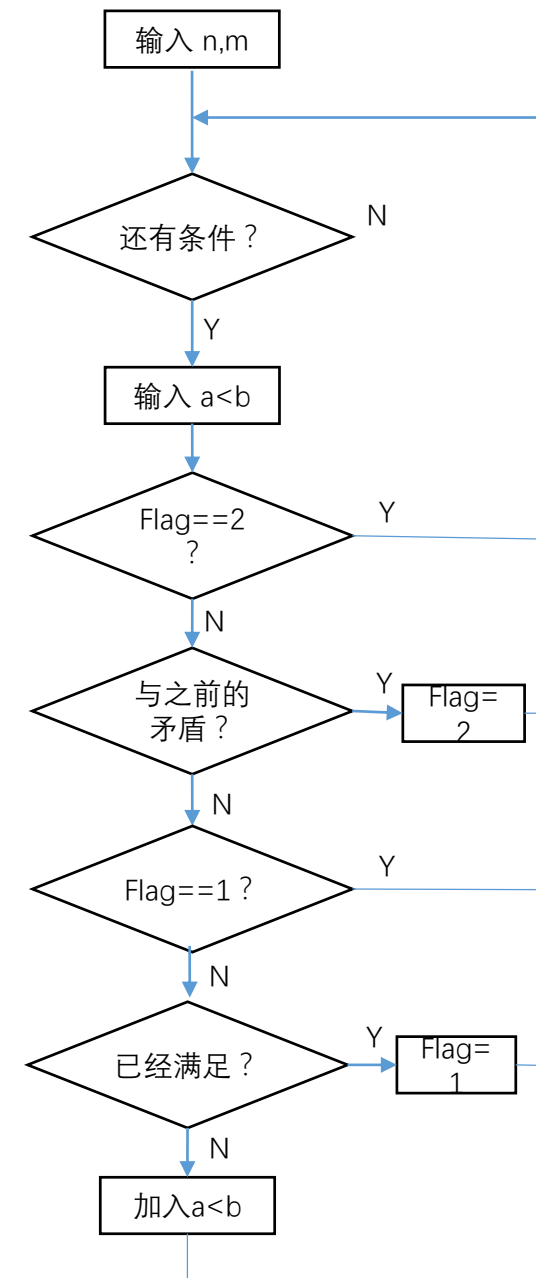 输入 n,m
还有条件？
N
Y
输入 a<b
Flag==2
？
Y
N
与之前的
矛盾？
Y
Flag=
2
N
Flag==1？
Y
N
已经满足？
Y
Flag=
1
N
加入a<b